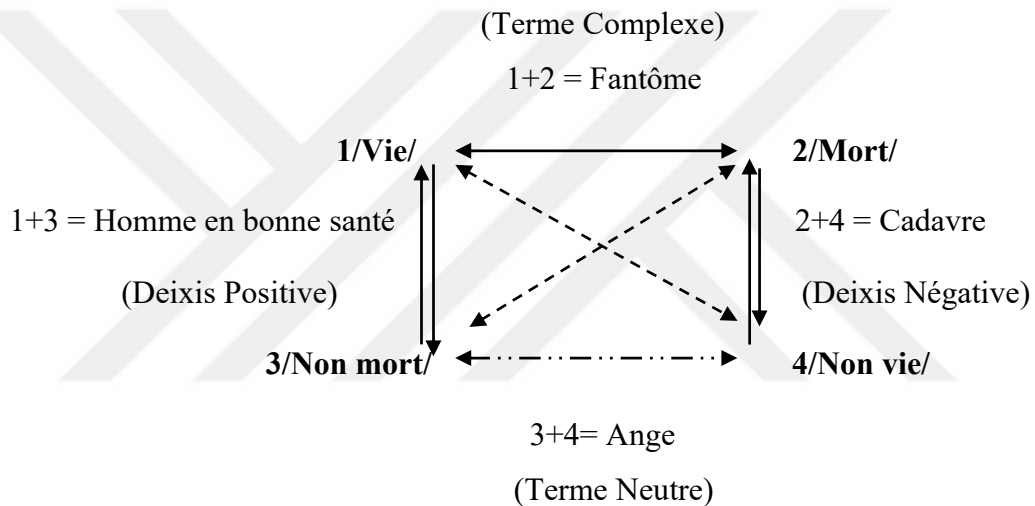 (Terme Complexe)
1+2 = Fantôme
1/Vie/ 2/Mort/
1+3 = Homme en bonne santé 2+4 = Cadavre
(Deixis Positive) (Deixis Négative)
3/Non mort/ 4/Non vie/
3+4= Ange
(Terme Neutre)